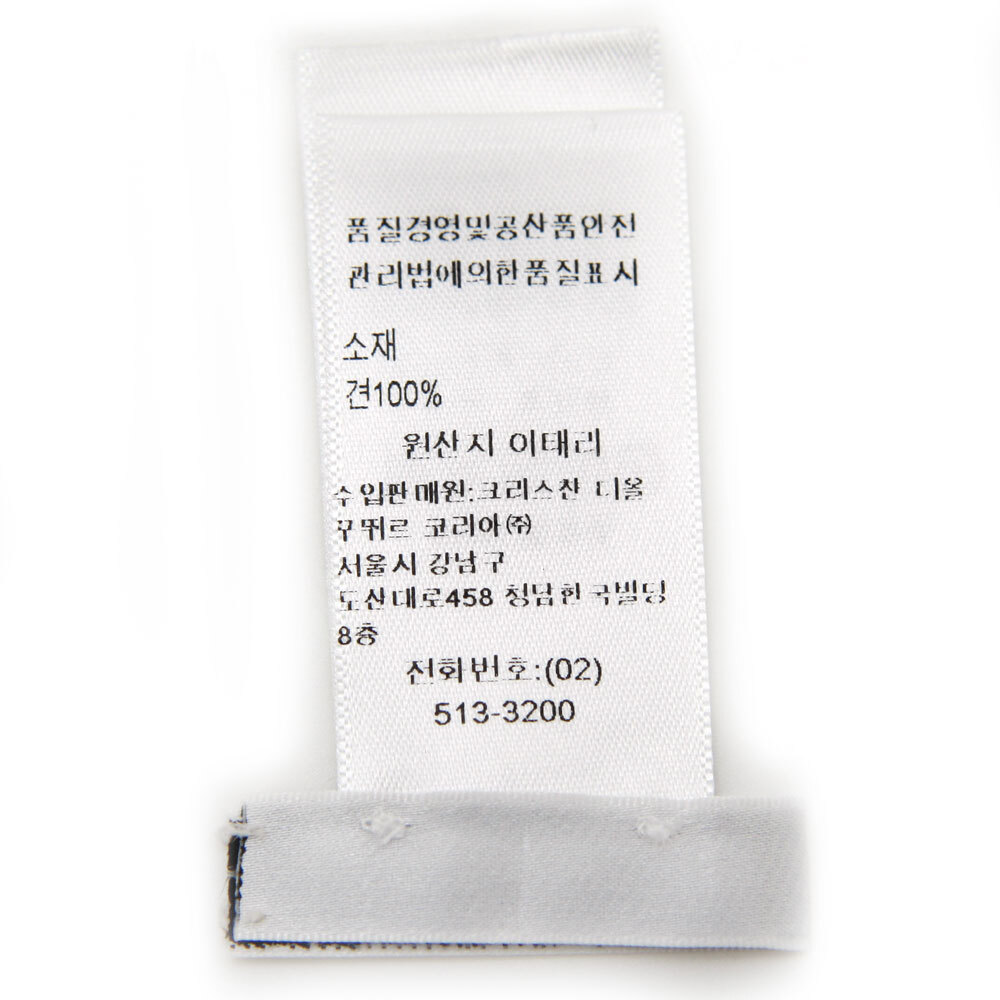 품질경영및공산품안전
관리법에의한품질표시
소재
견100%
원산지 이태리
수입판매원:크리스챤 디올
꾸뛰르 코리아㈜
서울시 강남구
도산대로458 청남한국빌딩
8층
전화번호:(02)
513-3200